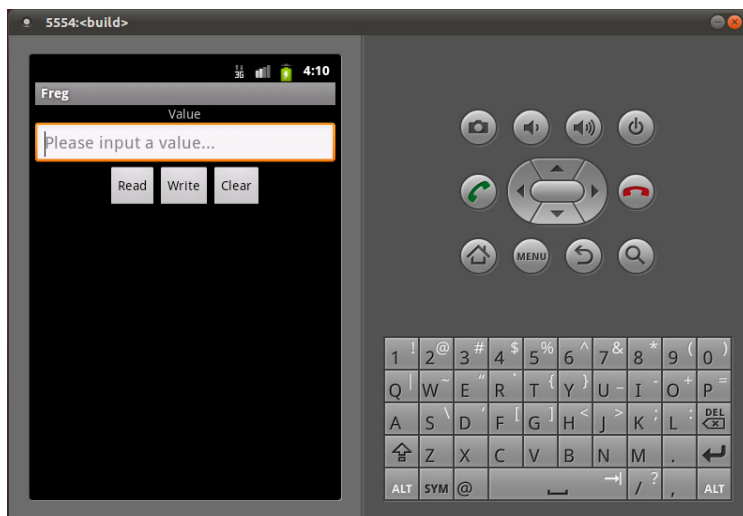 5554:<build>
3G 4:10
Freg
Value
Please input a value...
Read Write Clear
MENU
1 ! 2 @ 3 # 4 $ 5 % 6 ^ 7 & 8 * 9 ( 0 )
Q | W ~ E " R ` T { Y } U _ I - O + P =
A S \ D ' F [ G ] H < J > K ; L : DEL
Z X C V B N M .
ALT SYM @ / ? , ALT